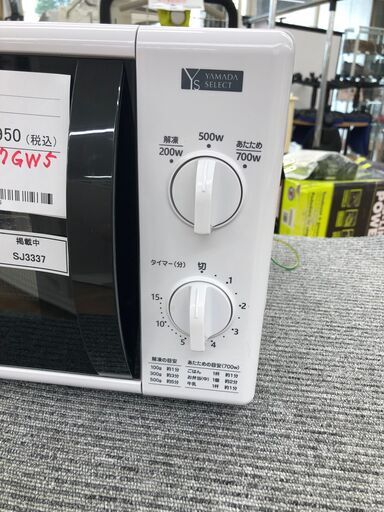 YS YAMADA
SELECT
950(税込)
7GW5
掲載中
SJ3337
500w
解凍
200w
あたため
700w
タイマー(分)
切
1
2
3
4
5
10
15
解凍の目安
100g 約1分
300g 約3分
500g 約5分
あたための目安(700w)
ごはん 1杯 約1分
お弁当(中) 1個 約2分
牛乳 1杯 約1分